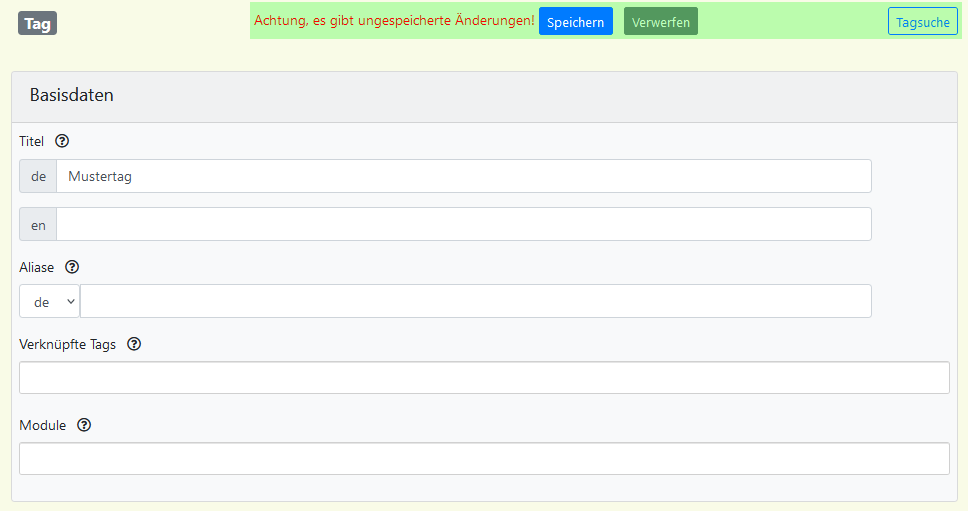 Tag
Achtung, es gibt ungespeicherte Änderungen! Speichern Verwerfen Tagsuche
Basisdaten
Titel
de Mustertag
en
Aliase
de
Verknüpfte Tags
Module